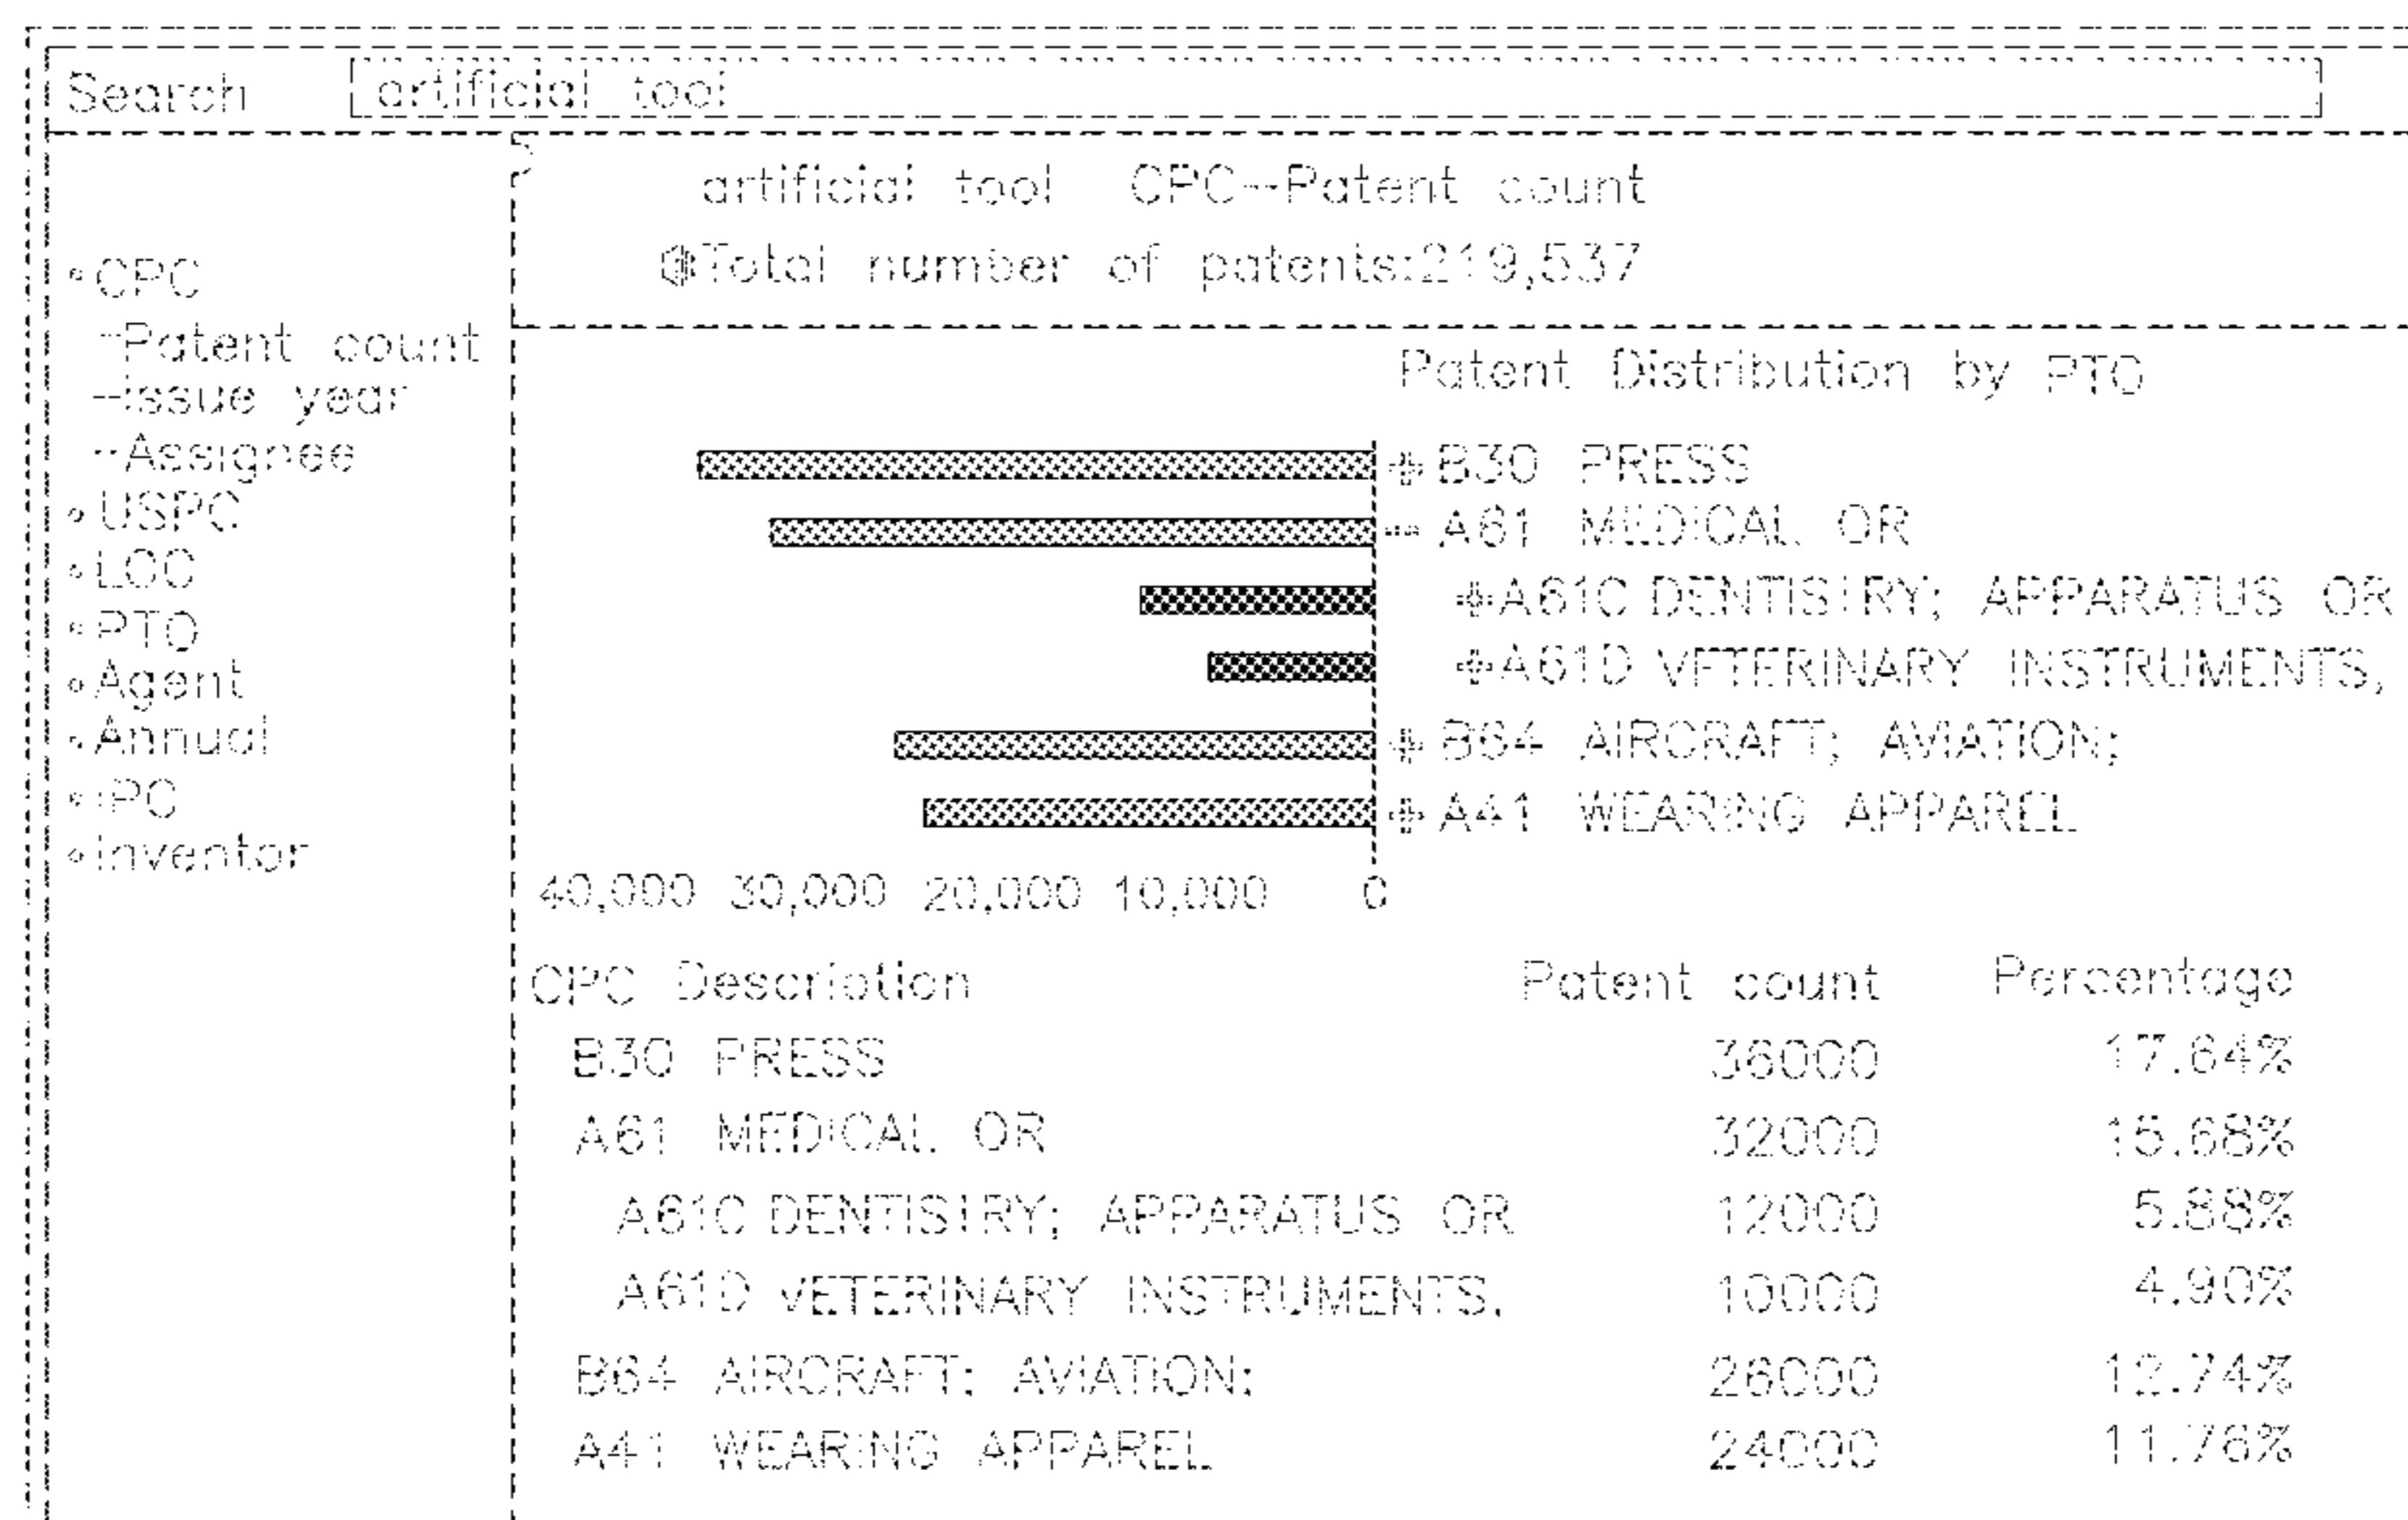 Search artificial tool
artificial tool CPC-Patent count
Total number of patents:219,537
CPC
-Patent count
-Issue year
-Assignee
USPC
LOC
PTO
Agent
Annual
IPC
Inventor
Patent Distribution by PTO
+ B30 PRESS
- A61 MEDICAL OR
+A61C DENTISTRY; APPARATUS OR
+A61D VETERINARY INSTRUMENTS,
+ B64 AIRCRAFT; AVIATION;
+ A41 WEARING APPAREL
40,000 30,000 20,000 10,000 0
CPC Description Patent count Percentage
B30 PRESS 36000 17.64%
A61 MEDICAL OR 32000 15.68%
A61C DENTISTRY; APPARATUS OR 12000 5.88%
A61D VETERINARY INSTRUMENTS, 10000 4.90%
B64 AIRCRAFT; AVIATION; 26000 12.74%
A41 WEARING APPAREL 24000 11.76%